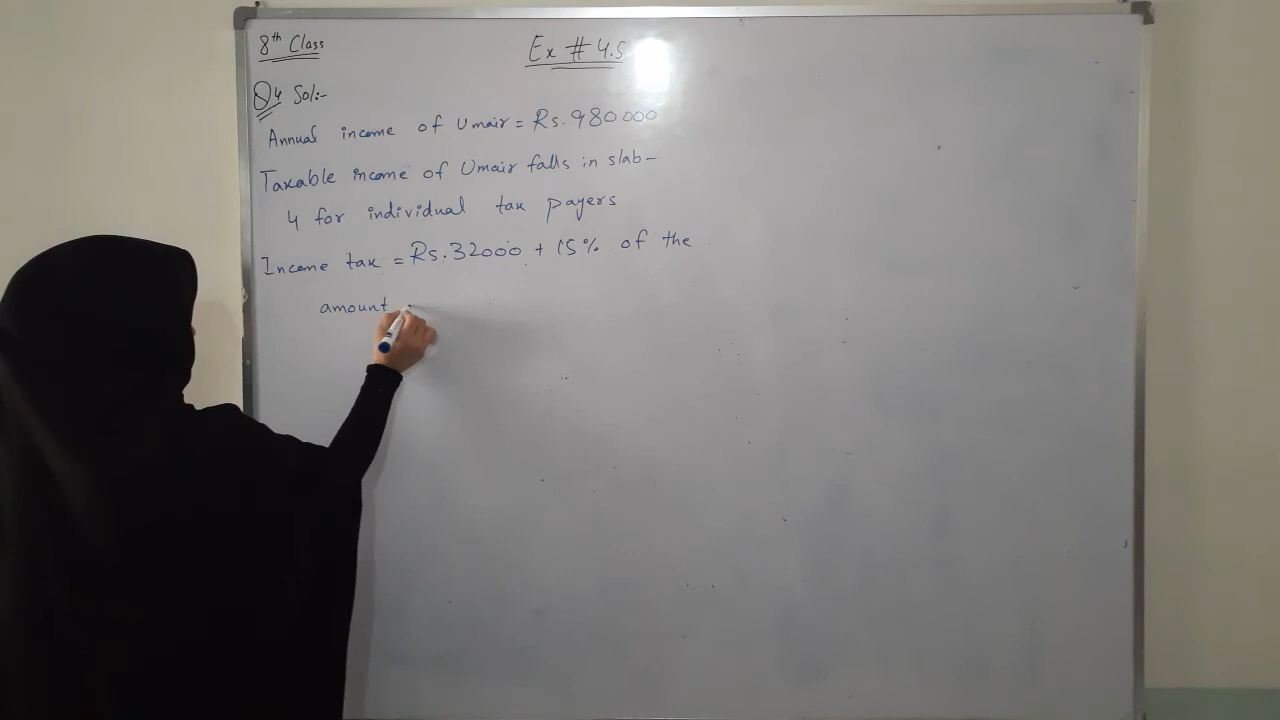 8th Class
Ex # 4.5
Q4 Sol:-
Annual income of Umair = Rs. 980000
Taxable income of Umair falls in slab-
4 for individual tax payers
Income tax = Rs. 32000 + 15% of the
amount